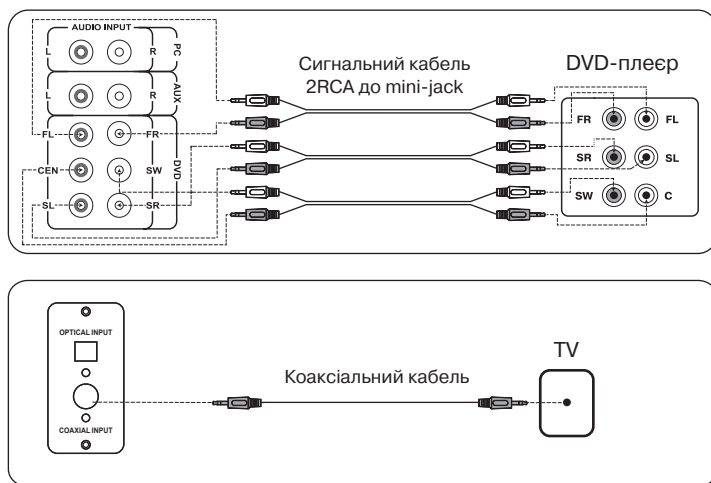 AUDIO INPUT
L R PC
L R AUX
FL FR
CEN SW DVD
SL SR
Сигнальний кабель
2RCA до mini-jack
DVD-плеєр
FR FL
SR SL
SW C
OPTICAL INPUT
COAXIAL INPUT
Коаксіальний кабель
TV